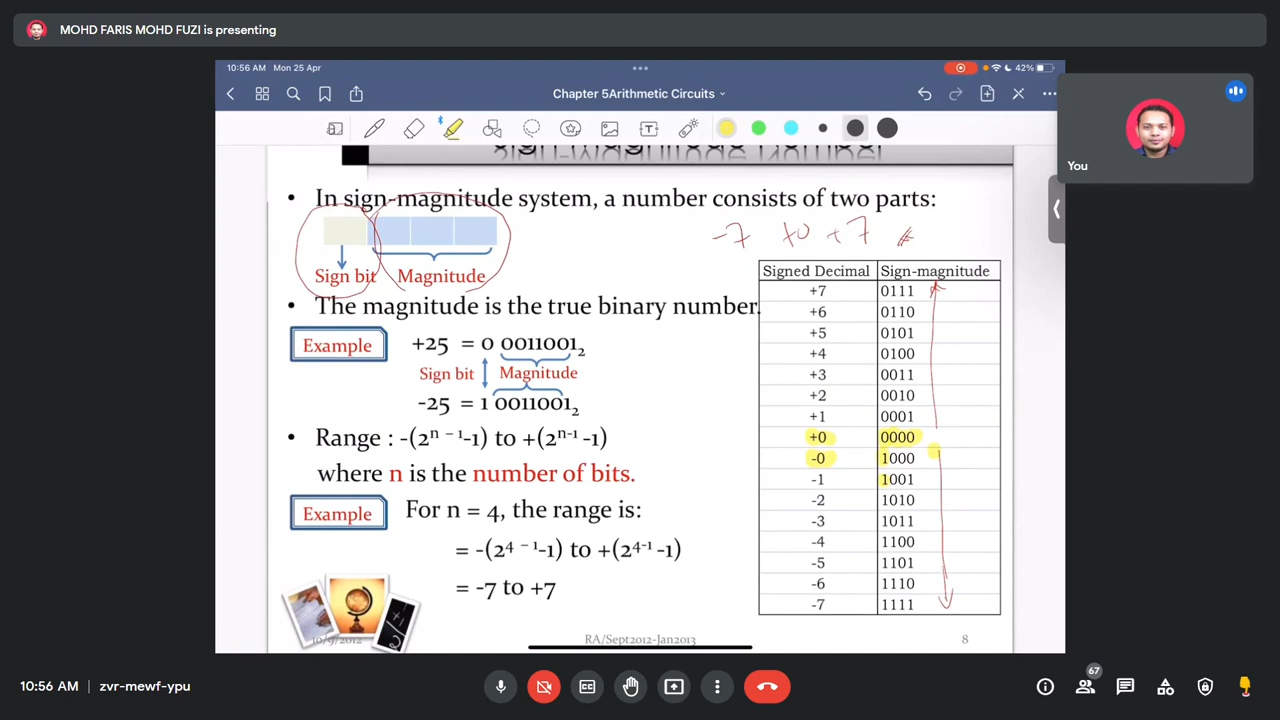 MOHD FARIS MOHD FUZI is presenting
10:56 AM Mon 25 Apr
42%
Chapter 5Arithmetic Circuits
You
Sign-Magnitude Number
• In sign-magnitude system, a number consists of two parts:
-7 to +7
Sign bit Magnitude
• The magnitude is the true binary number.
Example
+25 = 0 0011001₂
Sign bit Magnitude
-25 = 1 0011001₂
• Range : -(2ⁿ⁻¹-1) to +(2ⁿ⁻¹-1)
where n is the number of bits.
Example
For n = 4, the range is:
= -(2⁴⁻¹-1) to +(2⁴⁻¹-1)
= -7 to +7
Signed Decimal Sign-magnitude
+7 0111
+6 0110
+5 0101
+4 0100
+3 0011
+2 0010
+1 0001
+0 0000
-0 1000
-1 1001
-2 1010
-3 1011
-4 1100
-5 1101
-6 1110
-7 1111
10/9/2012 RA/Sept2012-Jan2013 8
10:56 AM | zvr-mewf-ypu
67